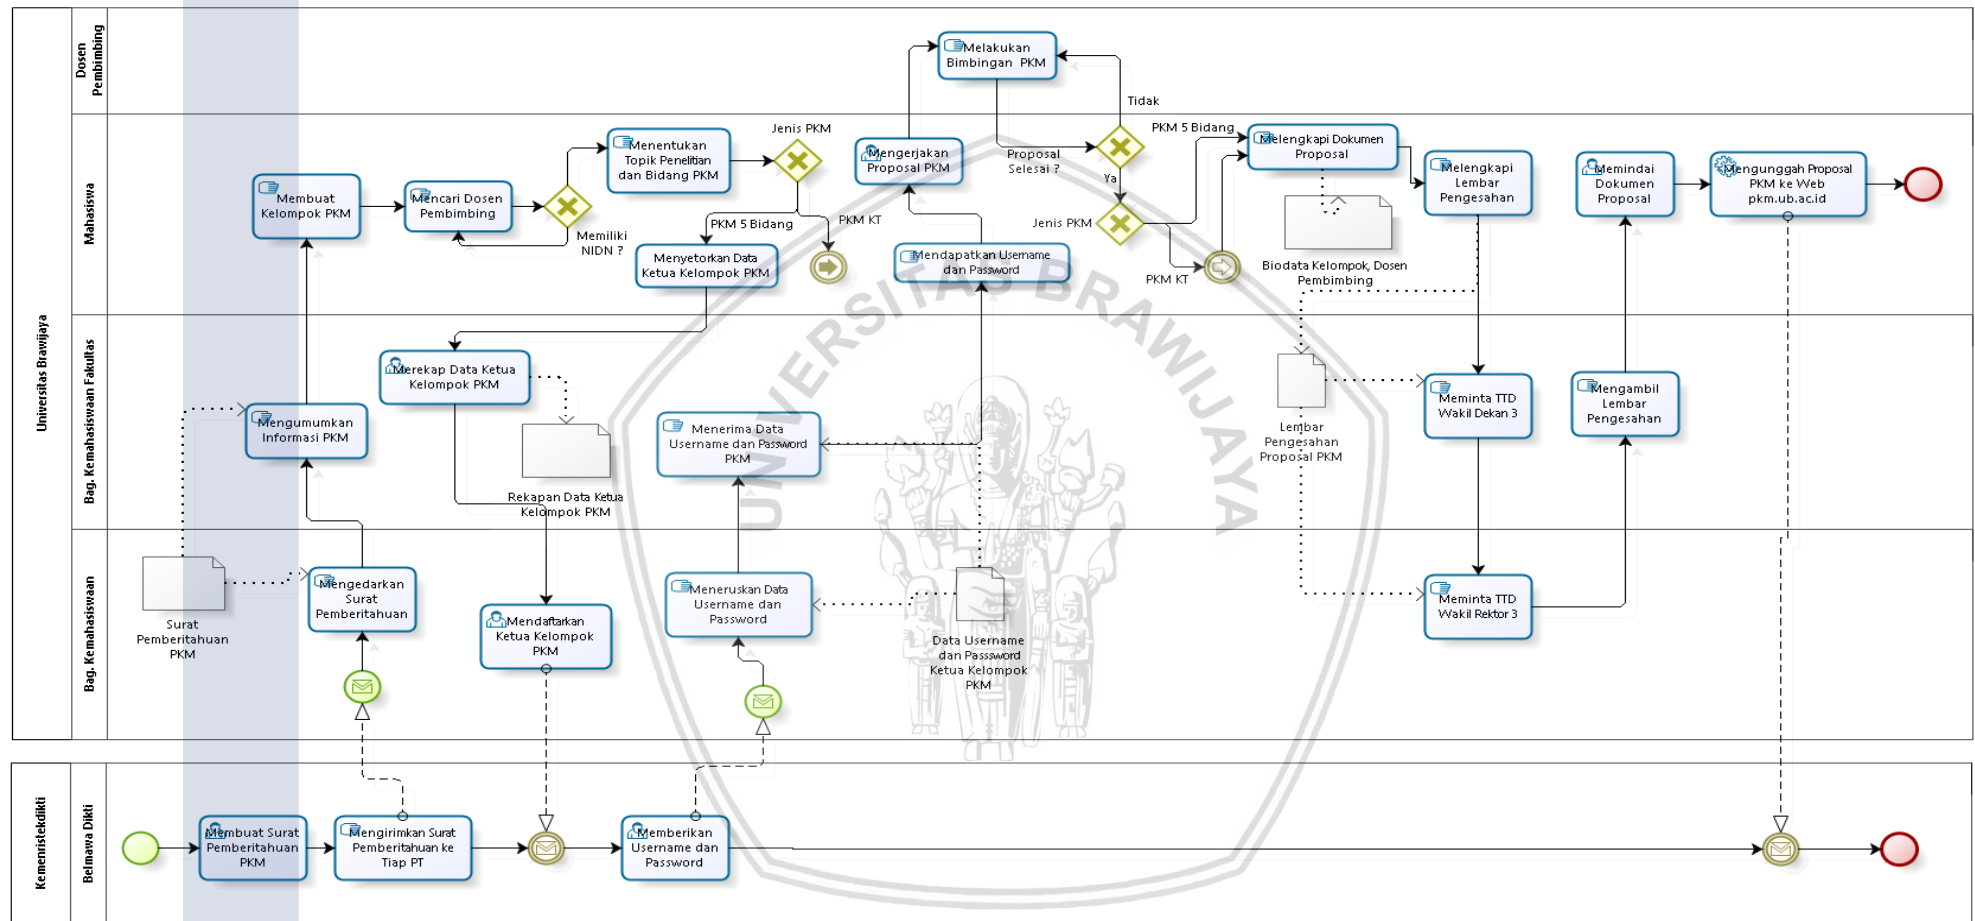 Universitas Brawijaya
Dosen
Pembimbing
Melakukan
Bimbingan PKM
Tidak
Mahasiswa
Membuat
Kelompok PKM
Mencari Dosen
Pembimbing
Memiliki
NIDN ?
Menentukan
Topik Penelitian
dan Bidang PKM
Jenis PKM
PKM 5 Bidang
PKM KT
Menyetorkan Data
Ketua Kelompok PKM
Mengerjakan
Proposal PKM
Mendapatkan Username
dan Password
Proposal
Selesai ?
Ya
Jenis PKM
PKM 5 Bidang
PKM KT
Melengkapi Dokumen
Proposal
Biodata Kelompok, Dosen
Pembimbing
Melengkapi
Lembar
Pengesahan
Memindai
Dokumen
Proposal
Mengunggah Proposal
PKM ke Web
pkm.ub.ac.id
Bag. Kemahasiswaan Fakultas
Mengumumkan
Informasi PKM
Merekap Data Ketua
Kelompok PKM
Rekapan Data Ketua
Kelompok PKM
Menerima Data
Username dan Password
PKM
Lembar
Pengesahan
Proposal PKM
Meminta TTD
Wakil Dekan 3
Mengambil
Lembar
Pengesahan
Bag. Kemahasiswaan
Surat
Pemberitahuan
PKM
Mengedarkan
Surat
Pemberitahuan
Mendaftarkan
Ketua Kelompok
PKM
Meneruskan Data
Username dan
Password
Data Username
dan Passsword
Ketua Kelompok
PKM
Meminta TTD
Wakil Rektor 3
UNIVERSITAS BRAWIJAYA
Kemenristekdikti
Belmawa Dikti
Membuat Surat
Pemberitahuan
PKM
Mengirimkan Surat
Pemberitahuan ke
Tiap PT
Memberikan
Username dan
Password